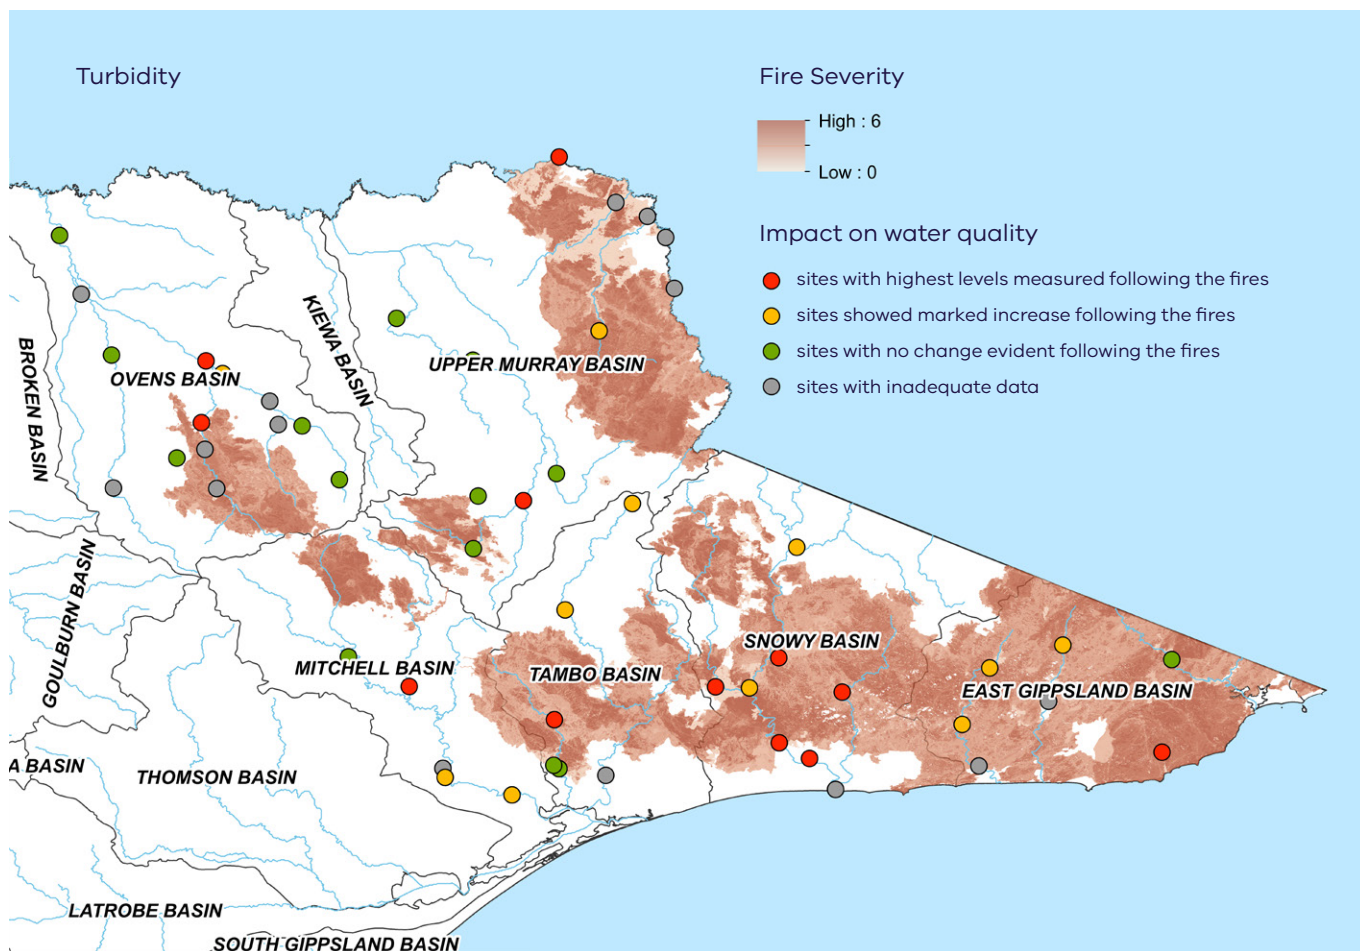 Turbidity
Fire Severity
High : 6
Low : 0
Impact on water quality
sites with highest levels measured following the fires
sites showed marked increase following the fires
sites with no change evident following the fires
sites with inadequate data
BROKEN BASIN
OVENS BASIN
KIEWA BASIN
UPPER MURRAY BASIN
GOULBURN BASIN
MITCHELL BASIN
TAMBO BASIN
SNOWY BASIN
EAST GIPPSLAND BASIN
A BASIN
THOMSON BASIN
LATROBE BASIN
SOUTH GIPPSLAND BASIN